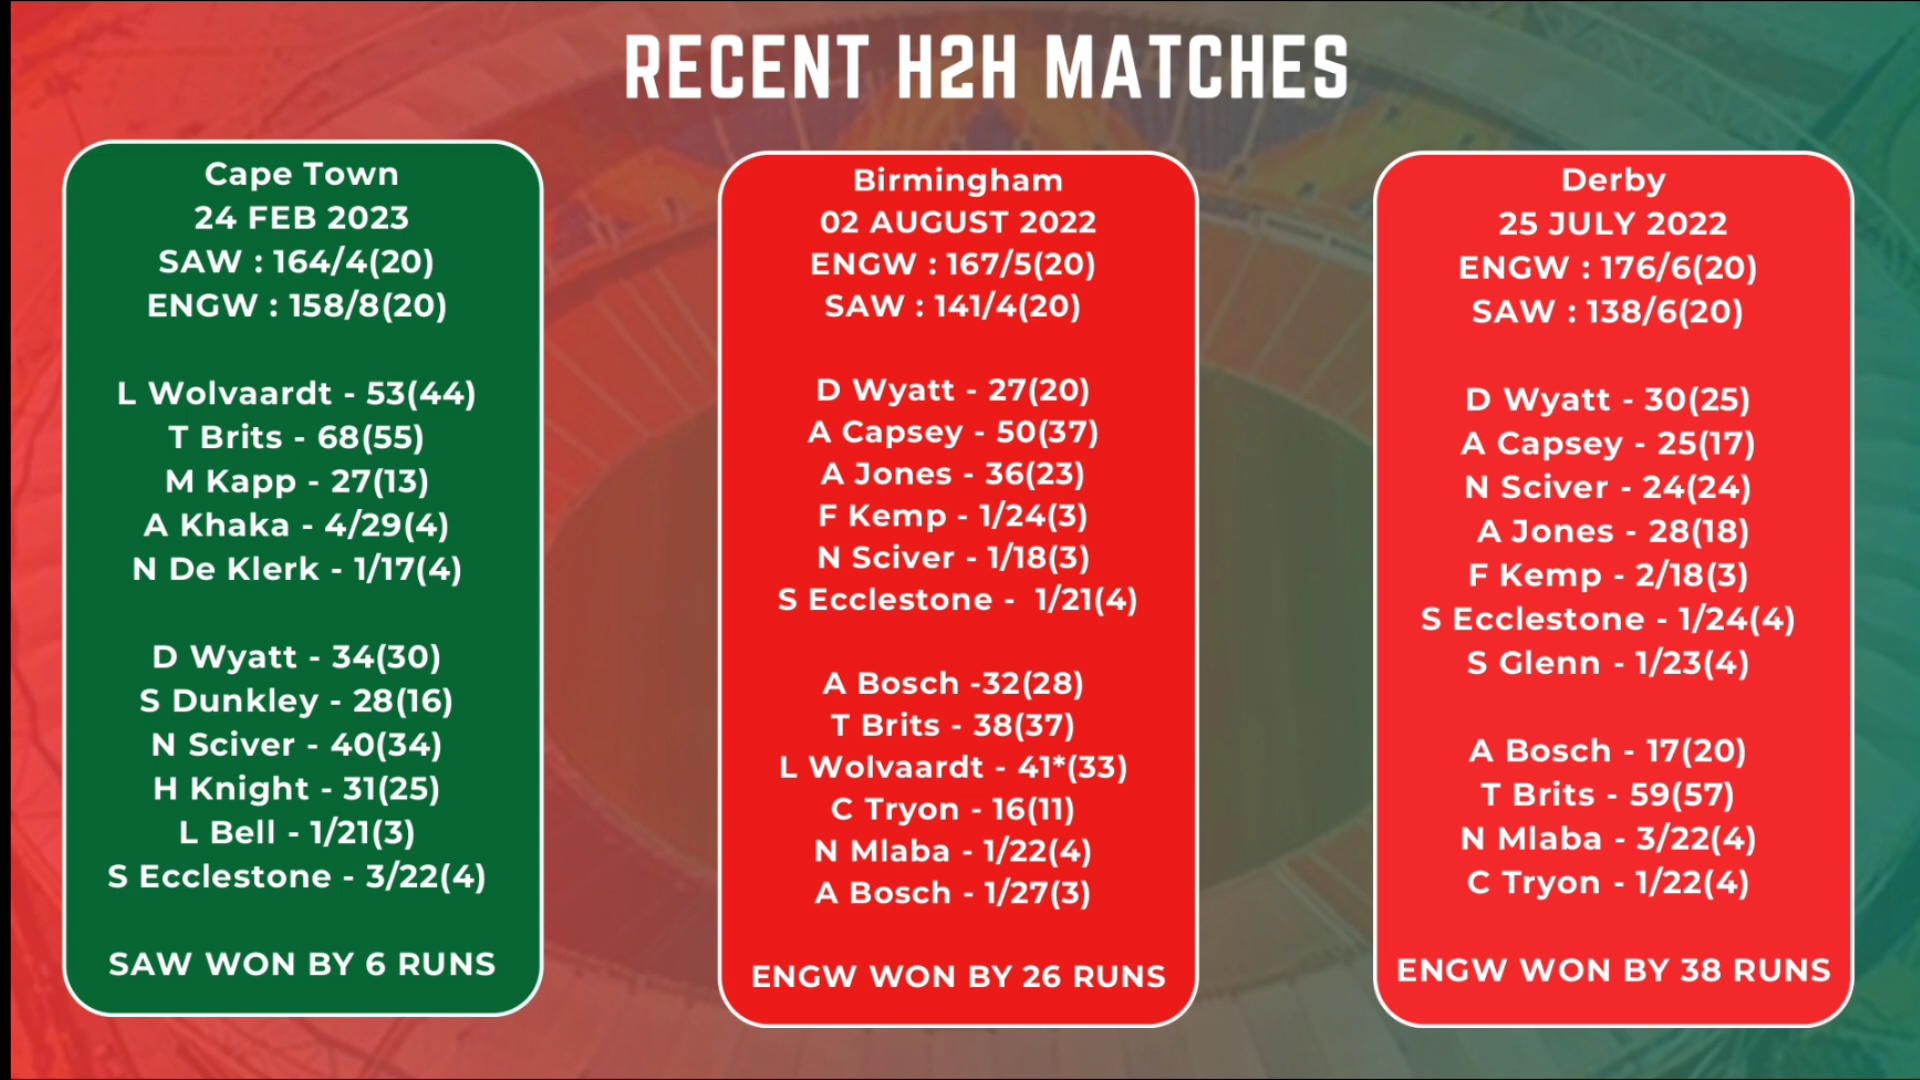 RECENT H2H MATCHES
Cape Town
24 FEB 2023
SAW : 164/4(20)
ENGW : 158/8(20)
L Wolvaardt - 53(44)
T Brits - 68(55)
M Kapp - 27(13)
A Khaka - 4/29(4)
N De Klerk - 1/17(4)
D Wyatt - 34(30)
S Dunkley - 28(16)
N Sciver - 40(34)
H Knight - 31(25)
L Bell - 1/21(3)
S Ecclestone - 3/22(4)
SAW WON BY 6 RUNS
Birmingham
02 AUGUST 2022
ENGW : 167/5(20)
SAW : 141/4(20)
D Wyatt - 27(20)
A Capsey - 50(37)
A Jones - 36(23)
F Kemp - 1/24(3)
N Sciver - 1/18(3)
S Ecclestone - 1/21(4)
A Bosch -32(28)
T Brits - 38(37)
L Wolvaardt - 41*(33)
C Tryon - 16(11)
N Mlaba - 1/22(4)
A Bosch - 1/27(3)
ENGW WON BY 26 RUNS
Derby
25 JULY 2022
ENGW : 176/6(20)
SAW : 138/6(20)
D Wyatt - 30(25)
A Capsey - 25(17)
N Sciver - 24(24)
A Jones - 28(18)
F Kemp - 2/18(3)
S Ecclestone - 1/24(4)
S Glenn - 1/23(4)
A Bosch - 17(20)
T Brits - 59(57)
N Mlaba - 3/22(4)
C Tryon - 1/22(4)
ENGW WON BY 38 RUNS